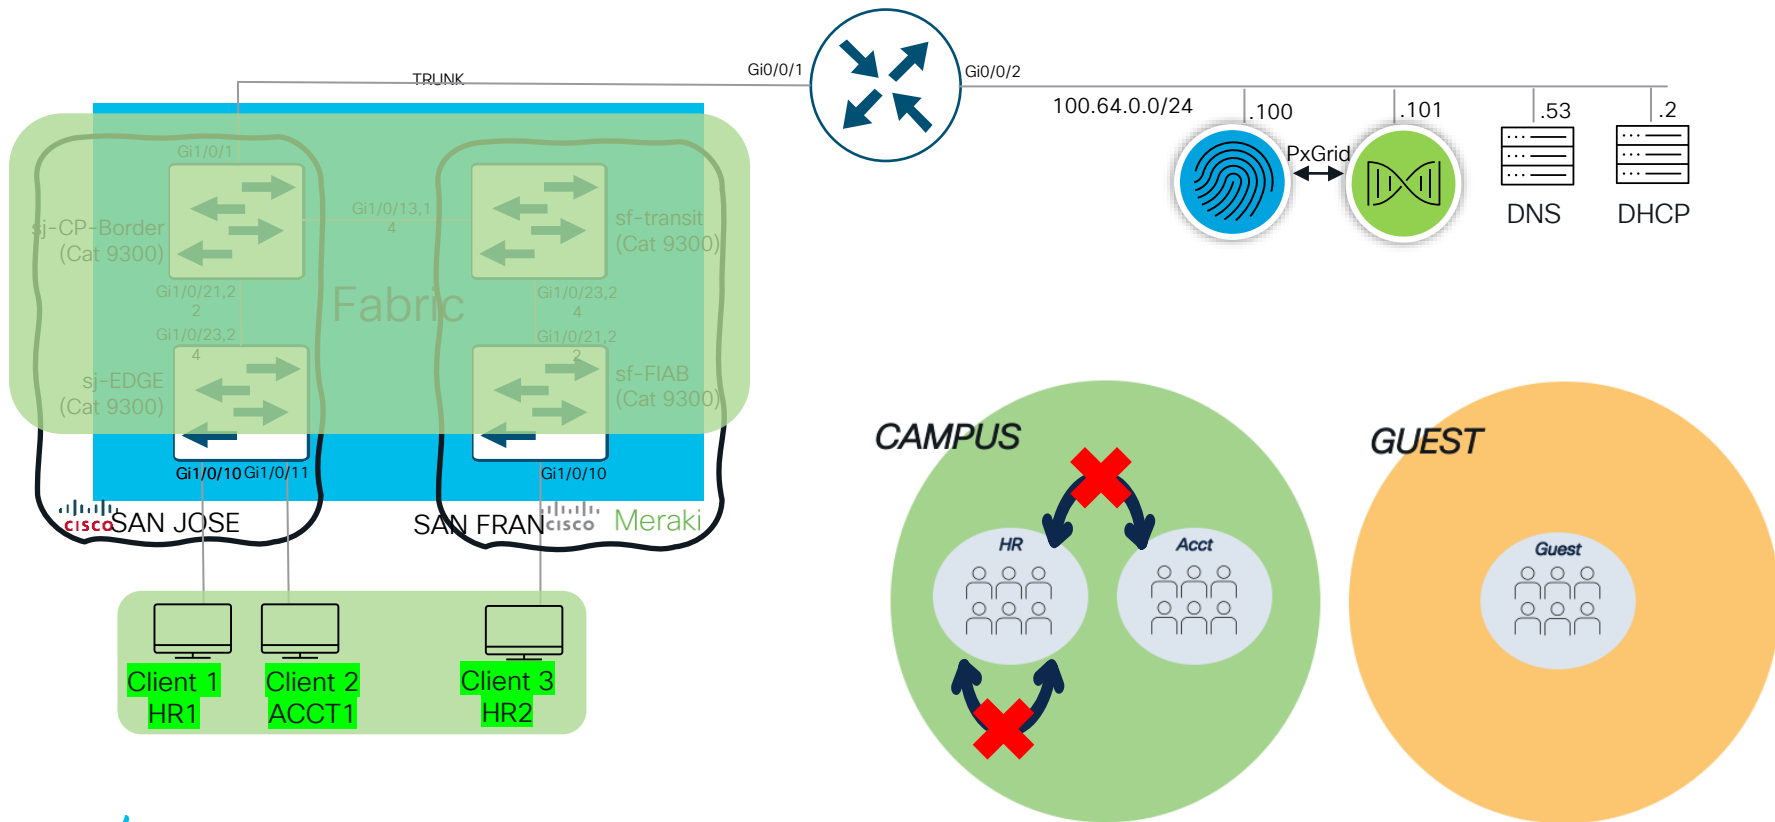 TRUNK
Gi0/0/1
Gi0/0/2
100.64.0.0/24
.100
.101
.53
.2
PxGrid
DNS
DHCP
Gi1/0/1
sj-CP-Border
(Cat 9300)
Gi1/0/13,1
4
sf-transit
(Cat 9300)
Gi1/0/21,2
2
Fabric
Gi1/0/23,2
4
Gi1/0/23,2
4
Gi1/0/21,2
2
sj-EDGE
(Cat 9300)
sf-FIAB
(Cat 9300)
Gi1/0/10
Gi1/0/11
Gi1/0/10
CISCO
SAN JOSE
SAN FRAN
CISCO
Meraki
Client 1
HR1
Client 2
ACCT1
Client 3
HR2
CAMPUS
HR
Acct
GUEST
Guest